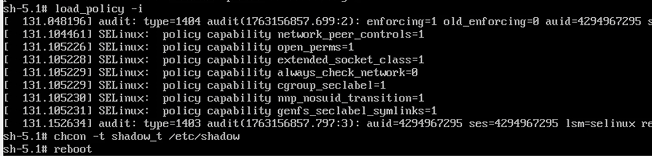 sh-5.1# load_policy -i
[  131.048196] audit: type=1404 audit(1763156857.699:2): enforcing=1 old_enforcing=0 auid=4294967295 s
[  131.104461] SELinux:  policy capability network_peer_controls=1
[  131.105226] SELinux:  policy capability open_perms=1
[  131.105228] SELinux:  policy capability extended_socket_class=1
[  131.105229] SELinux:  policy capability always_check_network=0
[  131.105229] SELinux:  policy capability cgroup_seclabel=1
[  131.105230] SELinux:  policy capability nnp_nosuid_transition=1
[  131.105231] SELinux:  policy capability genfs_seclabel_symlinks=1
[  131.152634] audit: type=1403 audit(1763156857.797:3): auid=4294967295 ses=4294967295 lsm=selinux re
sh-5.1# chcon -t shadow_t /etc/shadow
sh-5.1# reboot